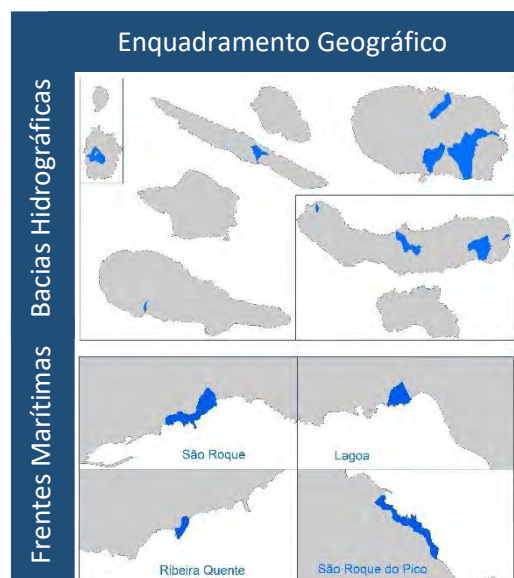 Enquadramento Geográfico
Bacias Hidrográficas
Frentes Marítimas
São Roque
Lagoa
Ribeira Quente
São Roque do Pico